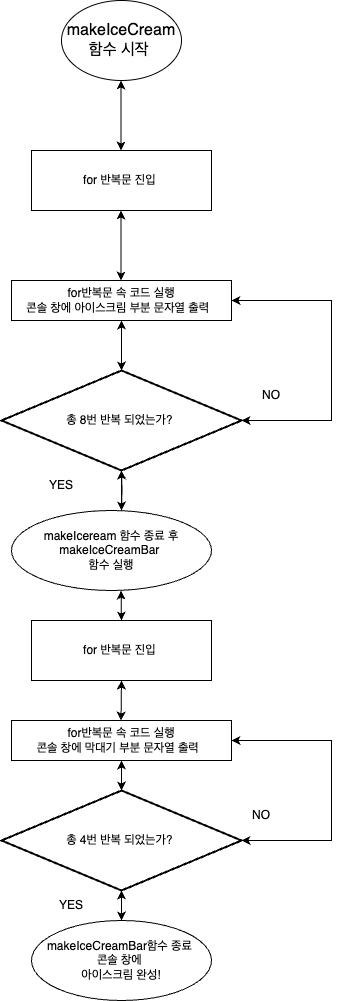 makeIceCream
함수 시작
for 반복문 진입
for반복문 속 코드 실행
콘솔 창에 아이스크림 부분 문자열 출력
총 8번 반복 되었는가?
NO
YES
makeIceream 함수 종료 후
makeIceCreamBar
함수 실행
for 반복문 진입
for반복문 속 코드 실행
콘솔 창에 막대기 부분 문자열 출력
NO
총 4번 반복 되었는가?
YES
makeIceCreamBar함수 종료
콘솔 창에
아이스크림 완성!